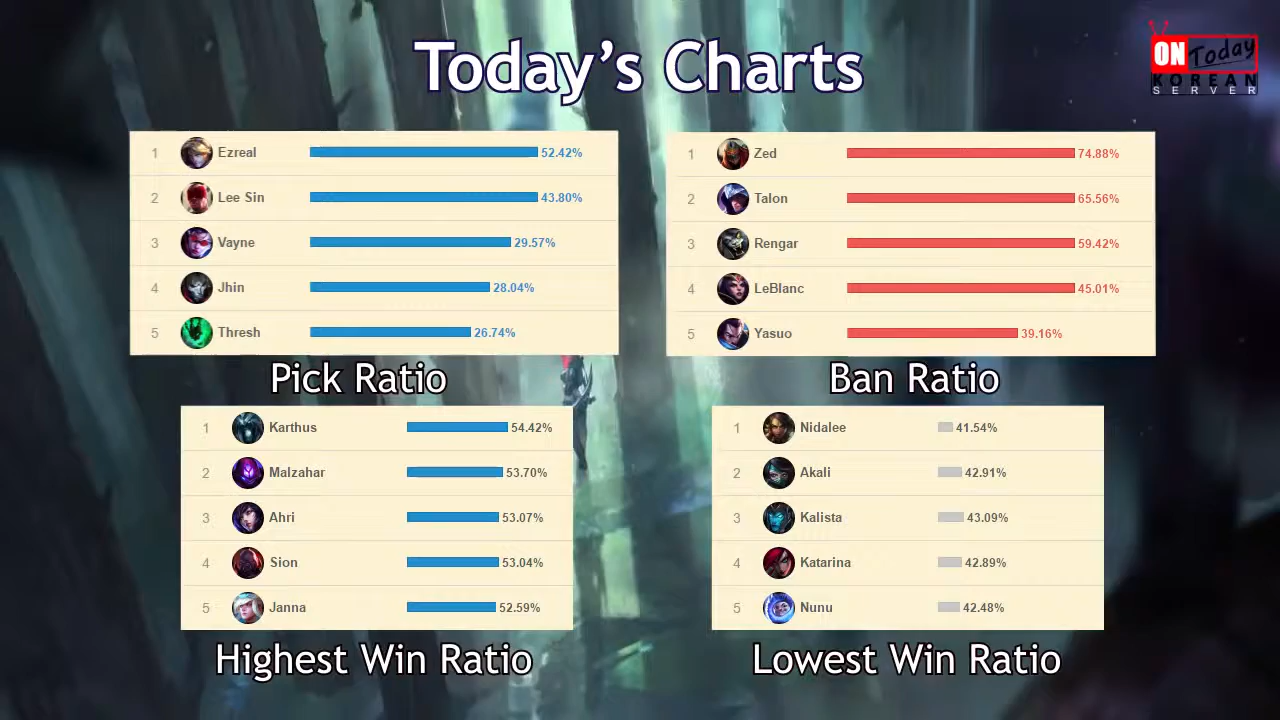 Today's Charts
ON Today
KOREAN
SERVER
1 Ezreal 52.42%
2 Lee Sin 43.80%
3 Vayne 29.57%
4 Jhin 28.04%
5 Thresh 26.74%
Pick Ratio
1 Zed 74.88%
2 Talon 65.56%
3 Rengar 59.42%
4 LeBlanc 45.01%
5 Yasuo 39.16%
Ban Ratio
1 Karthus 54.42%
2 Malzahar 53.70%
3 Ahri 53.07%
4 Sion 53.04%
5 Janna 52.59%
Highest Win Ratio
1 Nidalee 41.54%
2 Akali 42.91%
3 Kalista 43.09%
4 Katarina 42.89%
5 Nunu 42.48%
Lowest Win Ratio